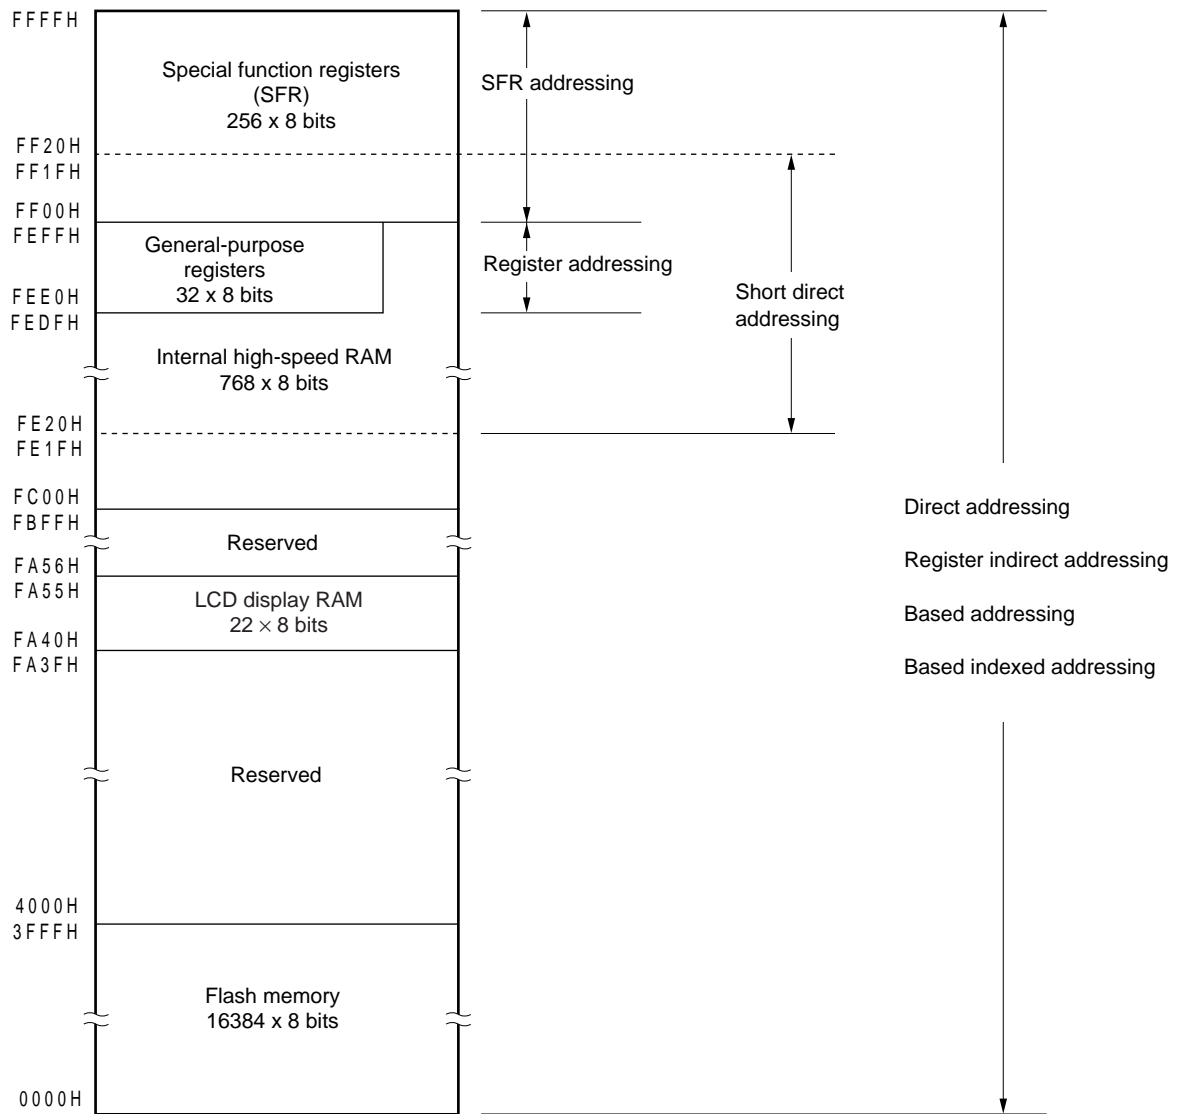 FFFFH
Special function registers
(SFR)
256 x 8 bits
SFR addressing
FF20H
FF1FH
FF00H
FEFFH
General-purpose
registers
32 x 8 bits
Register addressing
Short direct
addressing
FEE0H
FEDFH
Internal high-speed RAM
768 x 8 bits
FE20H
FE1FH
FC00H
FBFFH
Reserved
FA56H
FA55H
LCD display RAM
22 × 8 bits
FA40H
FA3FH
Direct addressing
Register indirect addressing
Based addressing
Based indexed addressing
Reserved
4000H
3FFFH
Flash memory
16384 x 8 bits
0000H